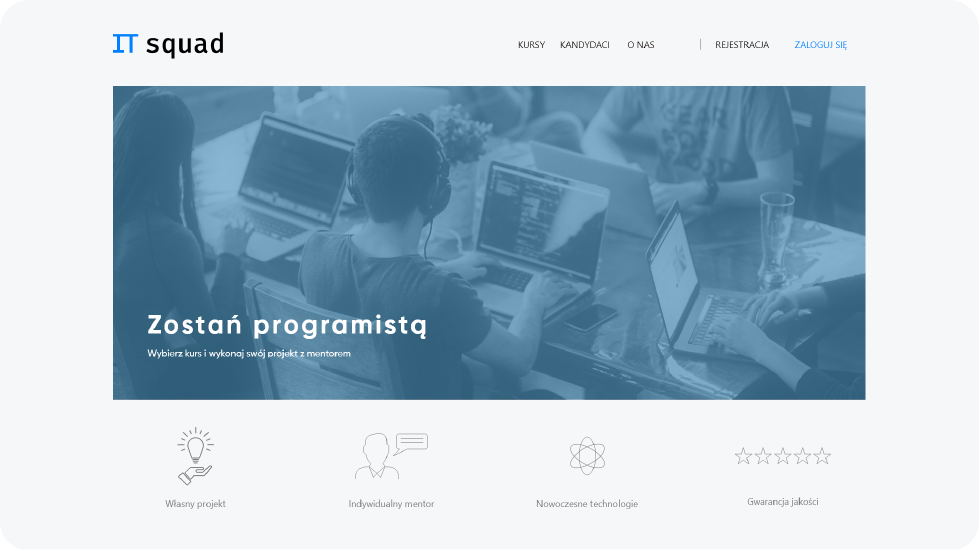 IT squad
KURSY KANDYDACI O NAS | REJESTRACJA ZALOGUJ SIĘ
Zostań programistą
Wybierz kurs i wykonaj swój projekt z mentorem
Własny projekt
Indywidualny mentor
Nowoczesne technologie
Gwarancja jakości